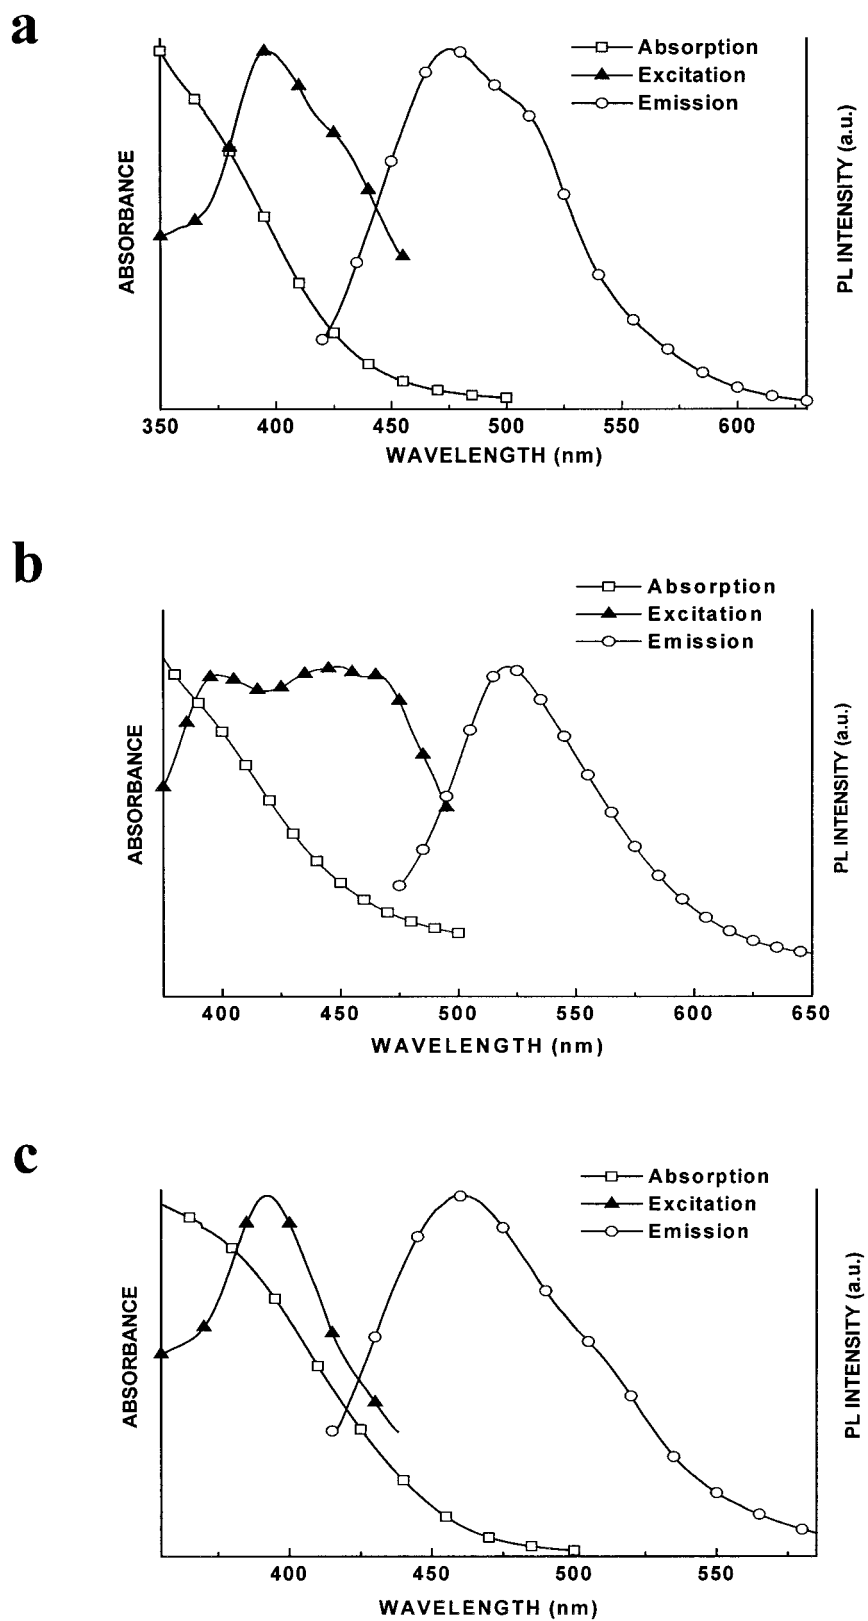 a
Absorption
Excitation
Emission
ABSORBANCE
PL INTENSITY (a.u.)
350 400 450 500 550 600
WAVELENGTH (nm)
b
Absorption
Excitation
Emission
ABSORBANCE
PL INTENSITY (a.u.)
400 450 500 550 600 650
WAVELENGTH (nm)
c
Absorption
Excitation
Emission
ABSORBANCE
PL INTENSITY (a.u.)
400 450 500 550
WAVELENGTH (nm)